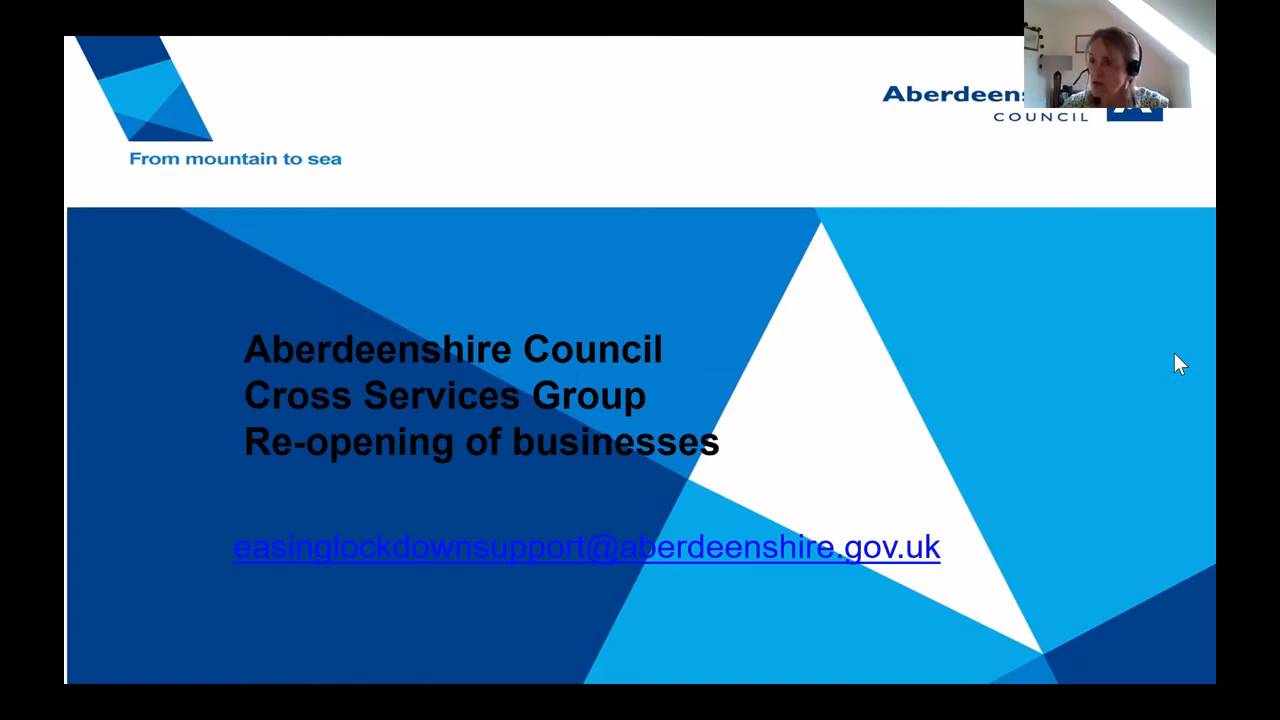 From mountain to sea
COUNCIL
Aberdeenshire Council
Cross Services Group
Re-opening of businesses
easinglockdownsupport@aberdeenshire.gov.uk